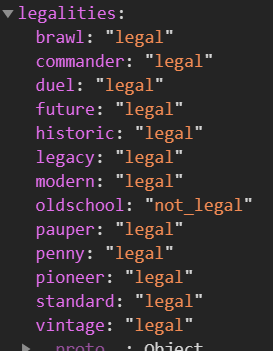 ▼legalities:
brawl: "legal"
commander: "legal"
duel: "legal"
future: "legal"
historic: "legal"
legacy: "legal"
modern: "legal"
oldschool: "not_legal"
pauper: "legal"
penny: "legal"
pioneer: "legal"
standard: "legal"
vintage: "legal"
▶ __proto__: Object